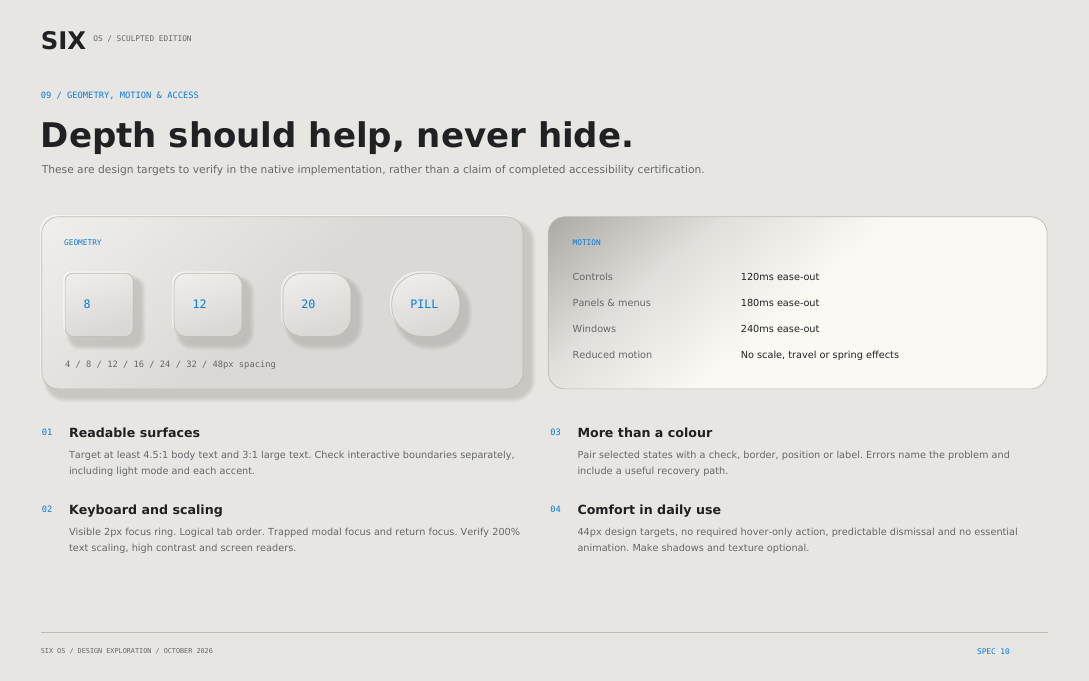 SIX OS / SCULPTED EDITION
09 / GEOMETRY, MOTION & ACCESS
Depth should help, never hide.
These are design targets to verify in the native implementation, rather than a claim of completed accessibility certification.
GEOMETRY
8
12
20
PILL
4 / 8 / 12 / 16 / 24 / 32 / 48px spacing
MOTION
Controls 120ms ease-out
Panels & menus 180ms ease-out
Windows 240ms ease-out
Reduced motion No scale, travel or spring effects
01 Readable surfaces
Target at least 4.5:1 body text and 3:1 large text. Check interactive boundaries separately,
including light mode and each accent.
02 Keyboard and scaling
Visible 2px focus ring. Logical tab order. Trapped modal focus and return focus. Verify 200%
text scaling, high contrast and screen readers.
03 More than a colour
Pair selected states with a check, border, position or label. Errors name the problem and
include a useful recovery path.
04 Comfort in daily use
44px design targets, no required hover-only action, predictable dismissal and no essential
animation. Make shadows and texture optional.
SIX OS / DESIGN EXPLORATION / OCTOBER 2026
SPEC 10